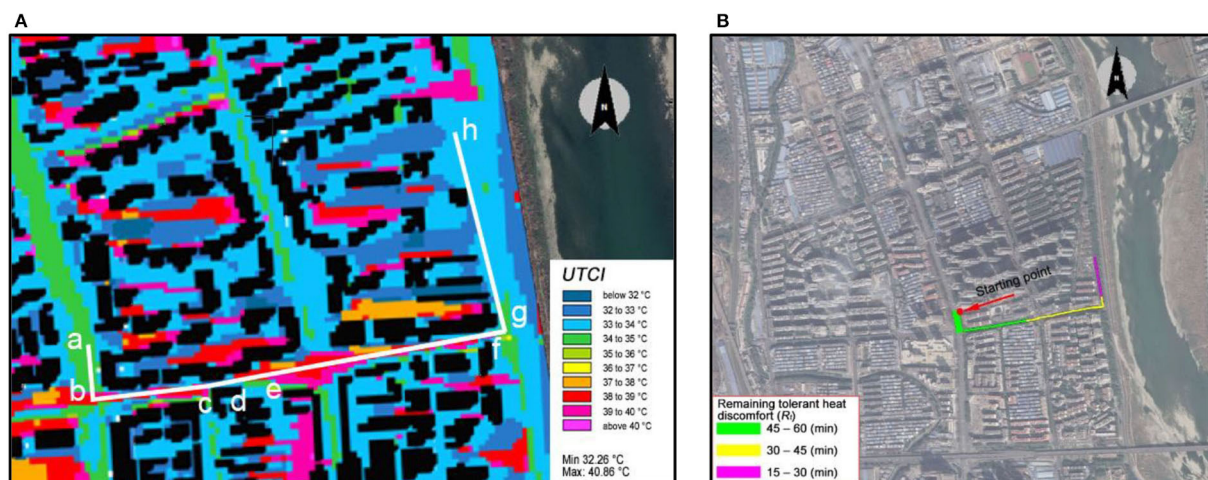 A
B
N
h
a
b
c
d
e
f
g
UTCI
below 32 °C
32 to 33 °C
33 to 34 °C
34 to 35 °C
35 to 36 °C
36 to 37 °C
37 to 38 °C
38 to 39 °C
39 to 40 °C
above 40 °C
Min 32.26 °C
Max: 40.86 °C
N
Starting point
Remaining tolerant heat
discomfort (Rₜ)
45 – 60 (min)
30 – 45 (min)
15 – 30 (min)